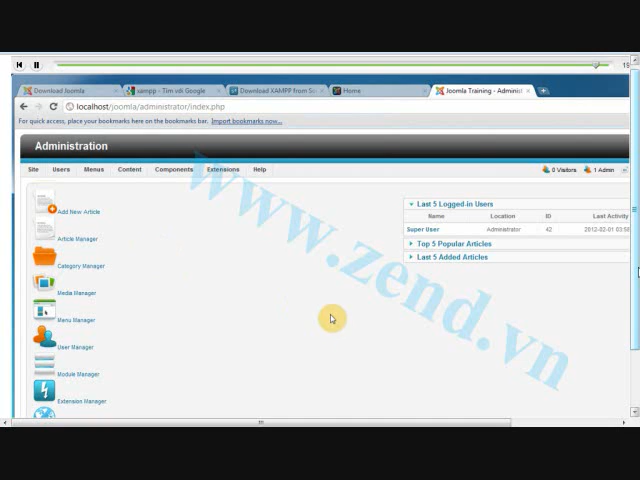 Download Joomla
xampp - Tìm với Google
Download XAMPP from So
Home
Joomla Training - Administ
localhost/joomla/administrator/index.php
For quick access, place your bookmarks here on the bookmarks bar. Import bookmarks now...
Administration
Site Users Menus Content Components Extensions Help
0 Visitors 1 Admin
Add New Article
Article Manager
Category Manager
Media Manager
Menu Manager
User Manager
Module Manager
Extension Manager
Last 5 Logged-in Users
Name Location ID Last Activity
Super User Administrator 42 2012-02-01 03:58
Top 5 Popular Articles
Last 5 Added Articles
www.zend.vn